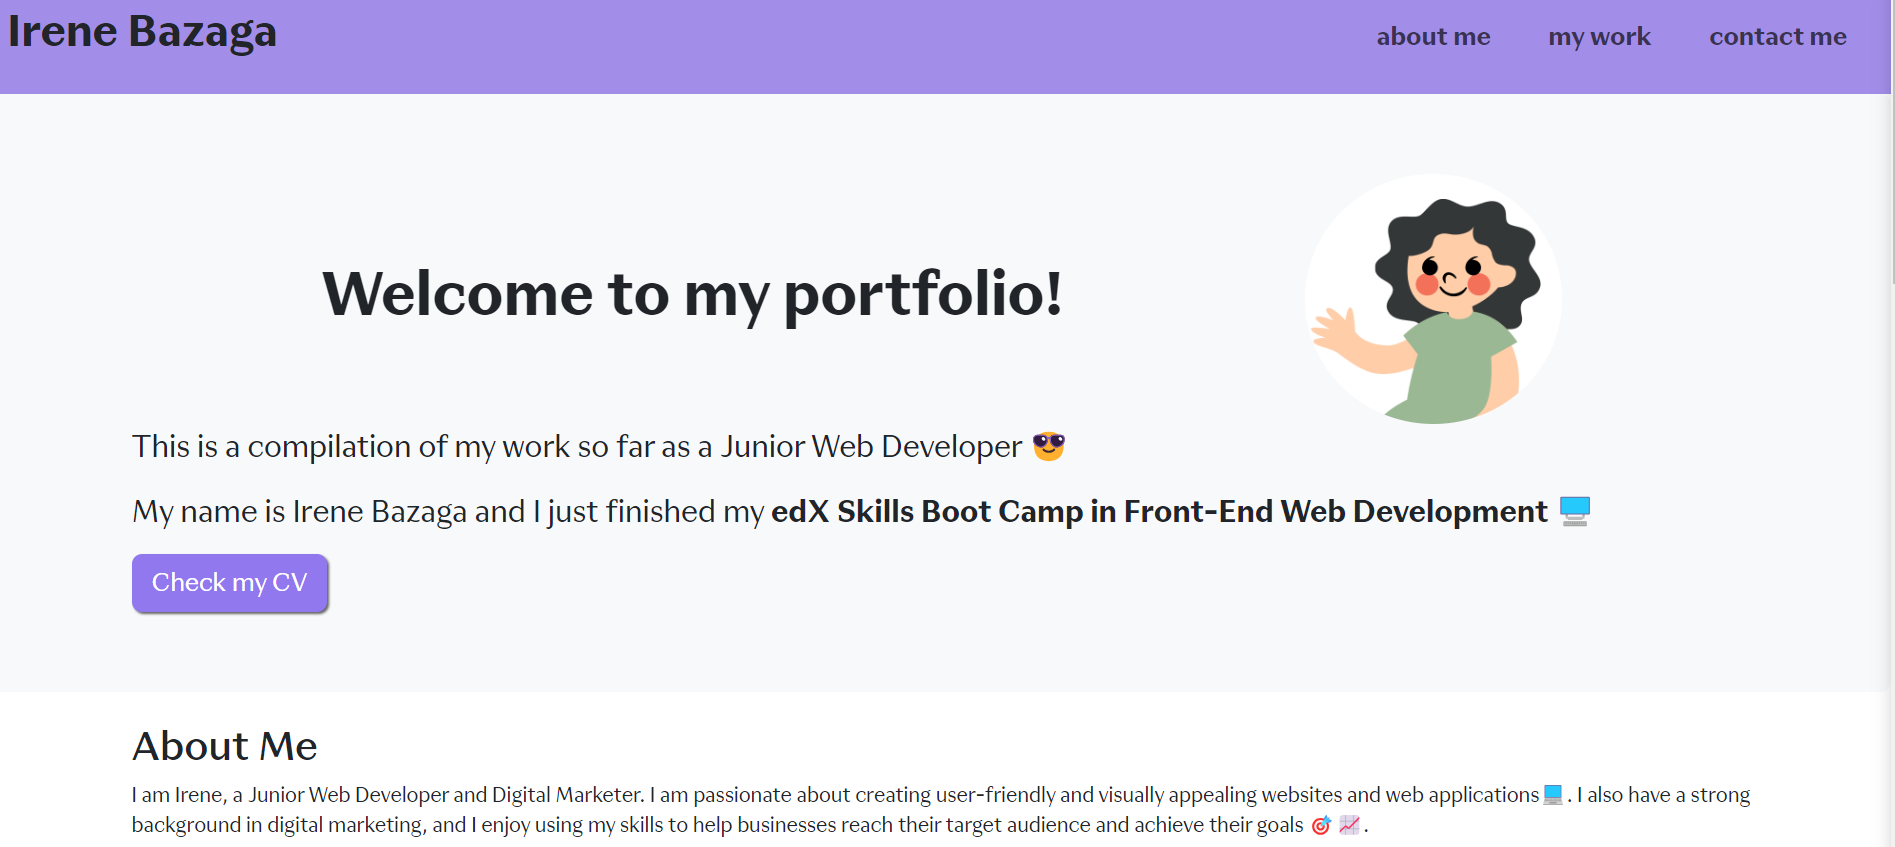 Irene Bazaga
about me my work contact me
Welcome to my portfolio!
This is a compilation of my work so far as a Junior Web Developer 😎
My name is Irene Bazaga and I just finished my edX Skills Boot Camp in Front-End Web Development 🖥️
Check my CV
About Me
I am Irene, a Junior Web Developer and Digital Marketer. I am passionate about creating user-friendly and visually appealing websites and web applications🖥️. I also have a strong
background in digital marketing, and I enjoy using my skills to help businesses reach their target audience and achieve their goals 🎯📈.